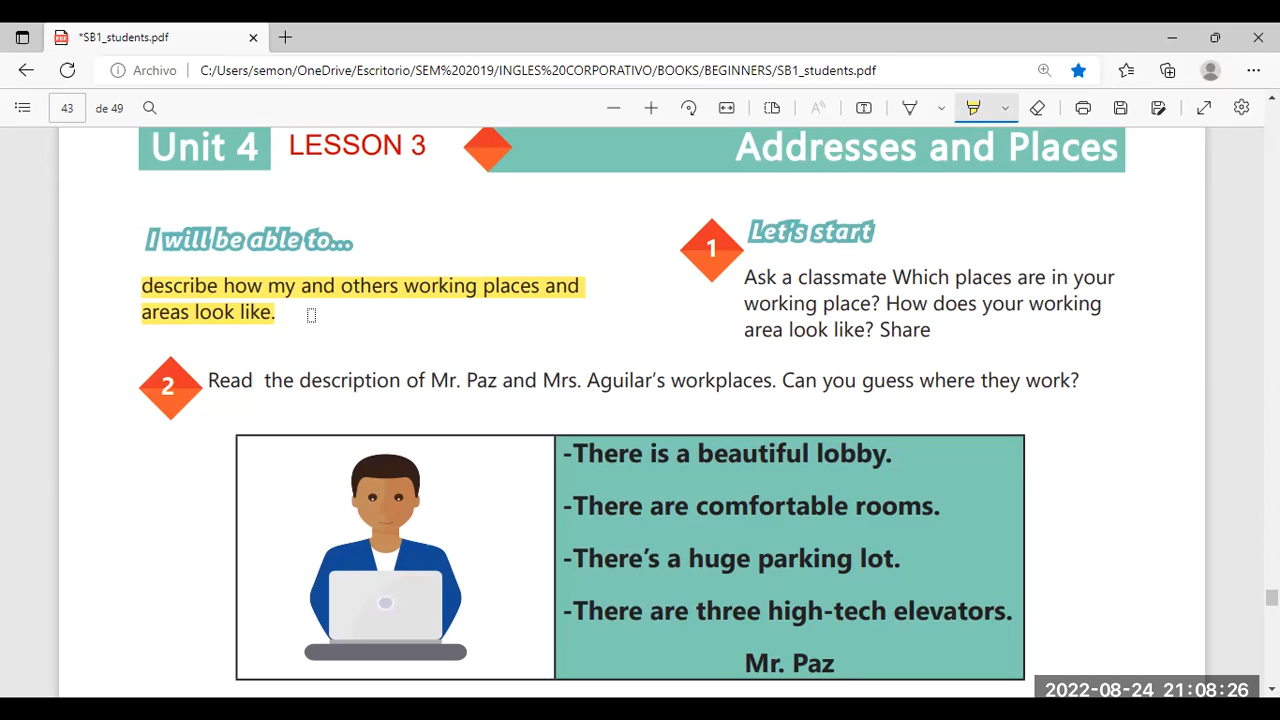 *SB1_students.pdf
Archivo C:/Users/semon/OneDrive/Escritorio/SEM%202019/INGLES%20CORPORATIVO/BOOKS/BEGINNERS/SB1_students.pdf
43 de 49
Unit 4 LESSON 3 Addresses and Places
I will be able to...
describe how my and others working places and
areas look like.
1 Let's start
Ask a classmate Which places are in your
working place? How does your working
area look like? Share
2 Read the description of Mr. Paz and Mrs. Aguilar's workplaces. Can you guess where they work?
-There is a beautiful lobby.
-There are comfortable rooms.
-There's a huge parking lot.
-There are three high-tech elevators.
Mr. Paz
2022-08-24 21:08:26